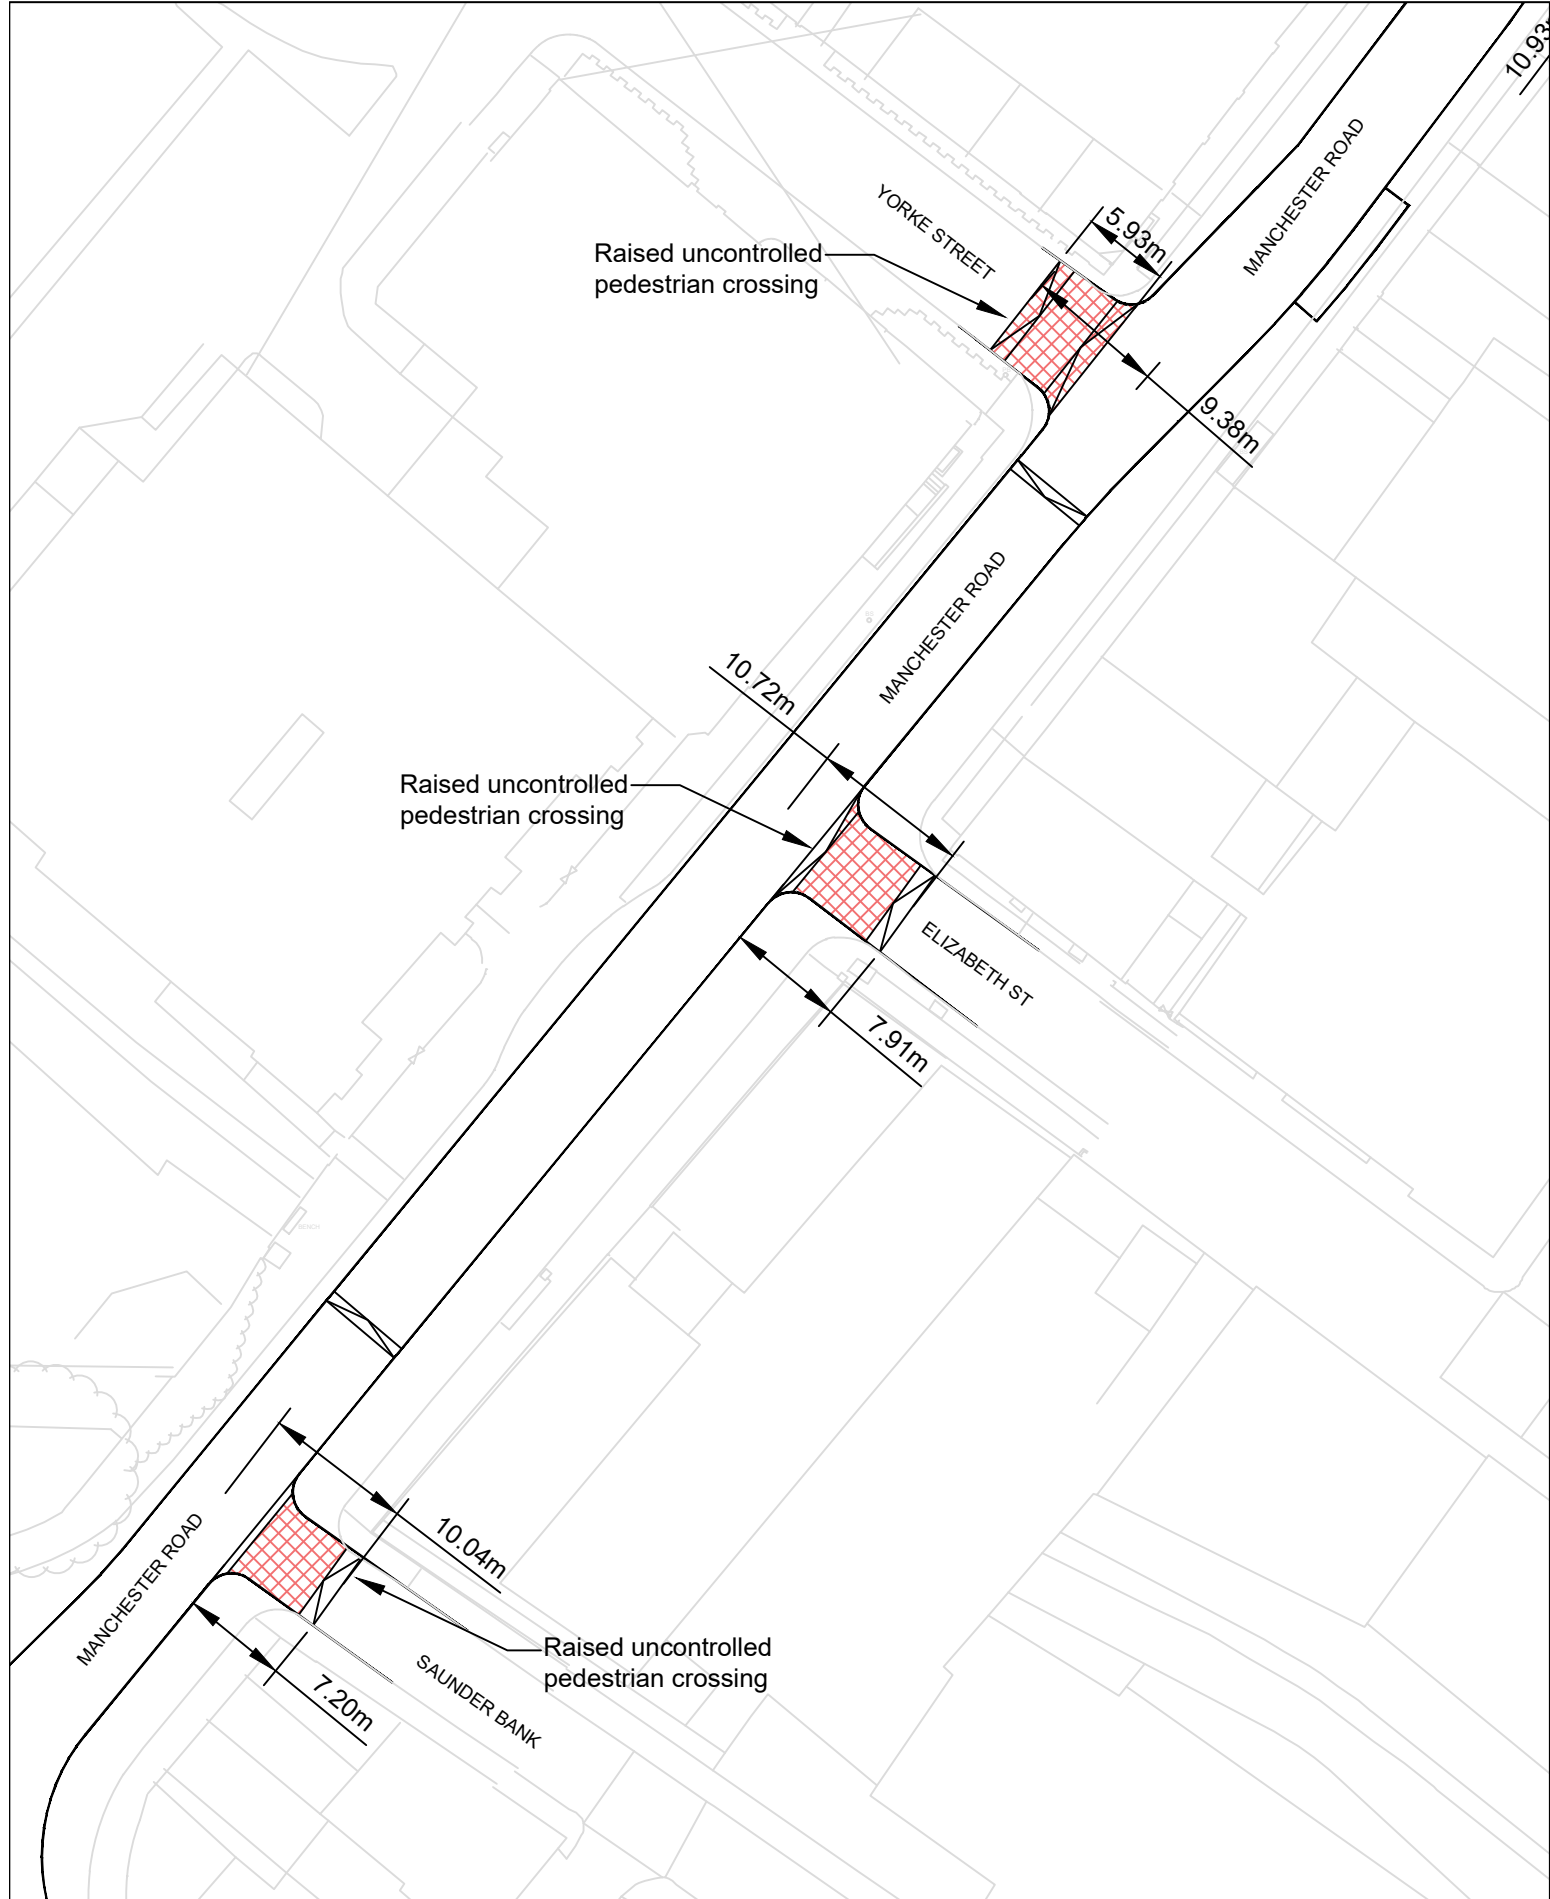 10.93
MANCHESTER ROAD
YORKE STREET
5.93m
Raised uncontrolled
pedestrian crossing
9.38m
MANCHESTER ROAD
10.72m
Raised uncontrolled
pedestrian crossing
ELIZABETH ST
7.91m
BENCH
MANCHESTER ROAD
10.04m
Raised uncontrolled
pedestrian crossing
SAUNDER BANK
7.20m